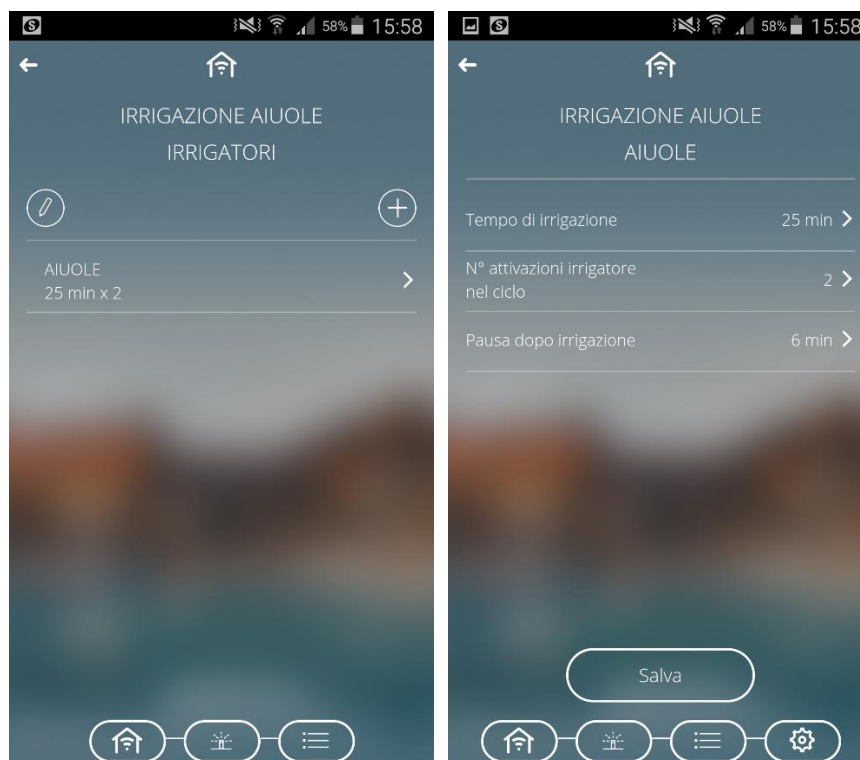 58% 15:58
IRRIGAZIONE AIUOLE
IRRIGATORI
AIUOLE
25 min x 2
58% 15:58
IRRIGAZIONE AIUOLE
AIUOLE
Tempo di irrigazione 25 min
N° attivazioni irrigatore
nel ciclo 2
Pausa dopo irrigazione 6 min
Salva